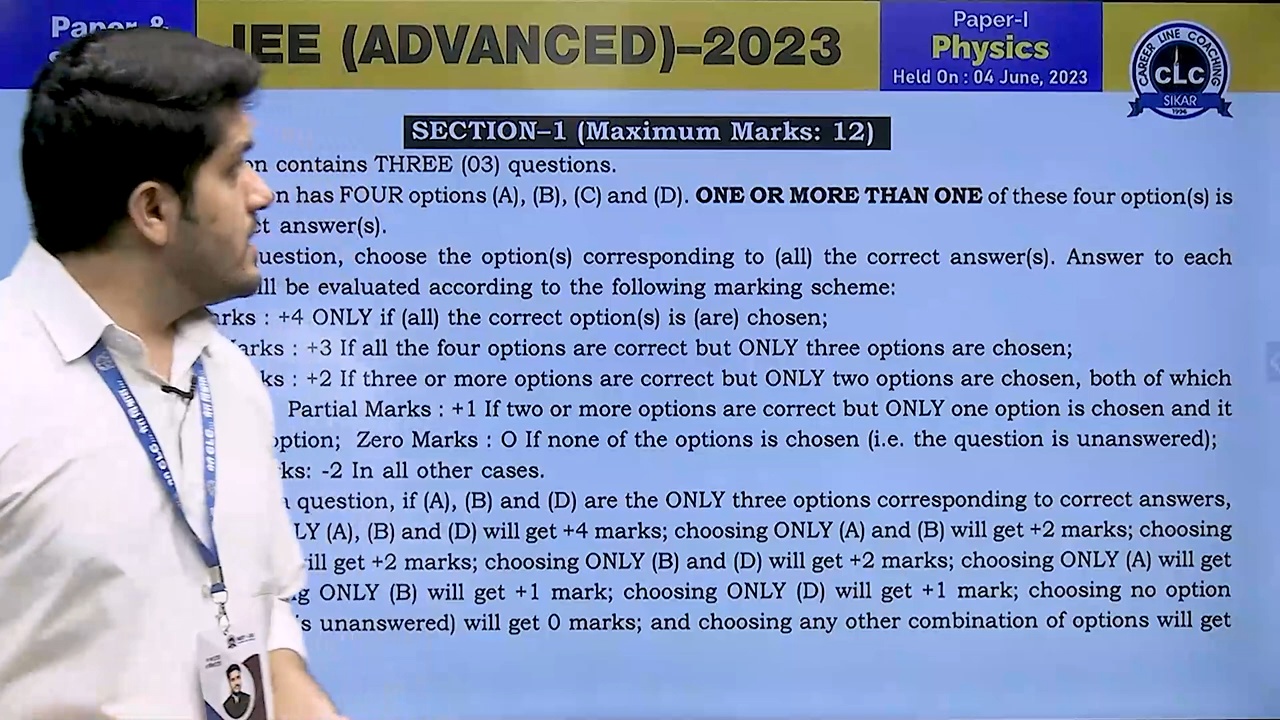 Paper &
JEE (ADVANCED)–2023
Paper-I
Physics
Held On : 04 June, 2023
CAREER LINE COACHING
CLC
SIKAR
1996
SECTION–1 (Maximum Marks: 12)
on contains THREE (03) questions.
n has FOUR options (A), (B), (C) and (D). ONE OR MORE THAN ONE of these four option(s) is
ct answer(s).
uestion, choose the option(s) corresponding to (all) the correct answer(s). Answer to each
ll be evaluated according to the following marking scheme:
arks : +4 ONLY if (all) the correct option(s) is (are) chosen;
arks : +3 If all the four options are correct but ONLY three options are chosen;
ks : +2 If three or more options are correct but ONLY two options are chosen, both of which
Partial Marks : +1 If two or more options are correct but ONLY one option is chosen and it
option; Zero Marks : O If none of the options is chosen (i.e. the question is unanswered);
ks: -2 In all other cases.
a question, if (A), (B) and (D) are the ONLY three options corresponding to correct answers,
LY (A), (B) and (D) will get +4 marks; choosing ONLY (A) and (B) will get +2 marks; choosing
ill get +2 marks; choosing ONLY (B) and (D) will get +2 marks; choosing ONLY (A) will get
g ONLY (B) will get +1 mark; choosing ONLY (D) will get +1 mark; choosing no option
is unanswered) will get 0 marks; and choosing any other combination of options will get